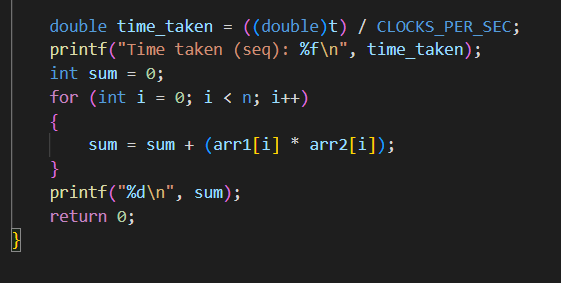 double time_taken = ((double)t) / CLOCKS_PER_SEC;
printf("Time taken (seq): %f\n", time_taken);
int sum = 0;
for (int i = 0; i < n; i++)
{
sum = sum + (arr1[i] * arr2[i]);
}
printf("%d\n", sum);
return 0;
}